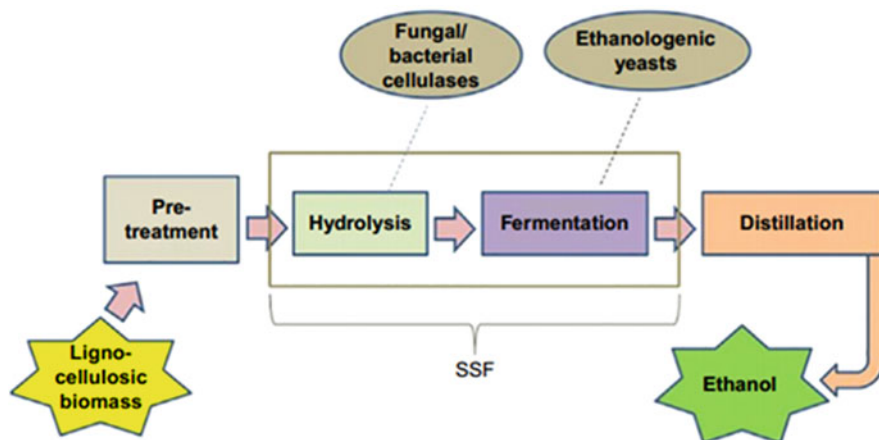 Fungal/
bacterial
cellulases
Ethanologenic
yeasts
Pre-
treatment
Hydrolysis
Fermentation
Distillation
Ligno-
cellulosic
biomass
SSF
Ethanol